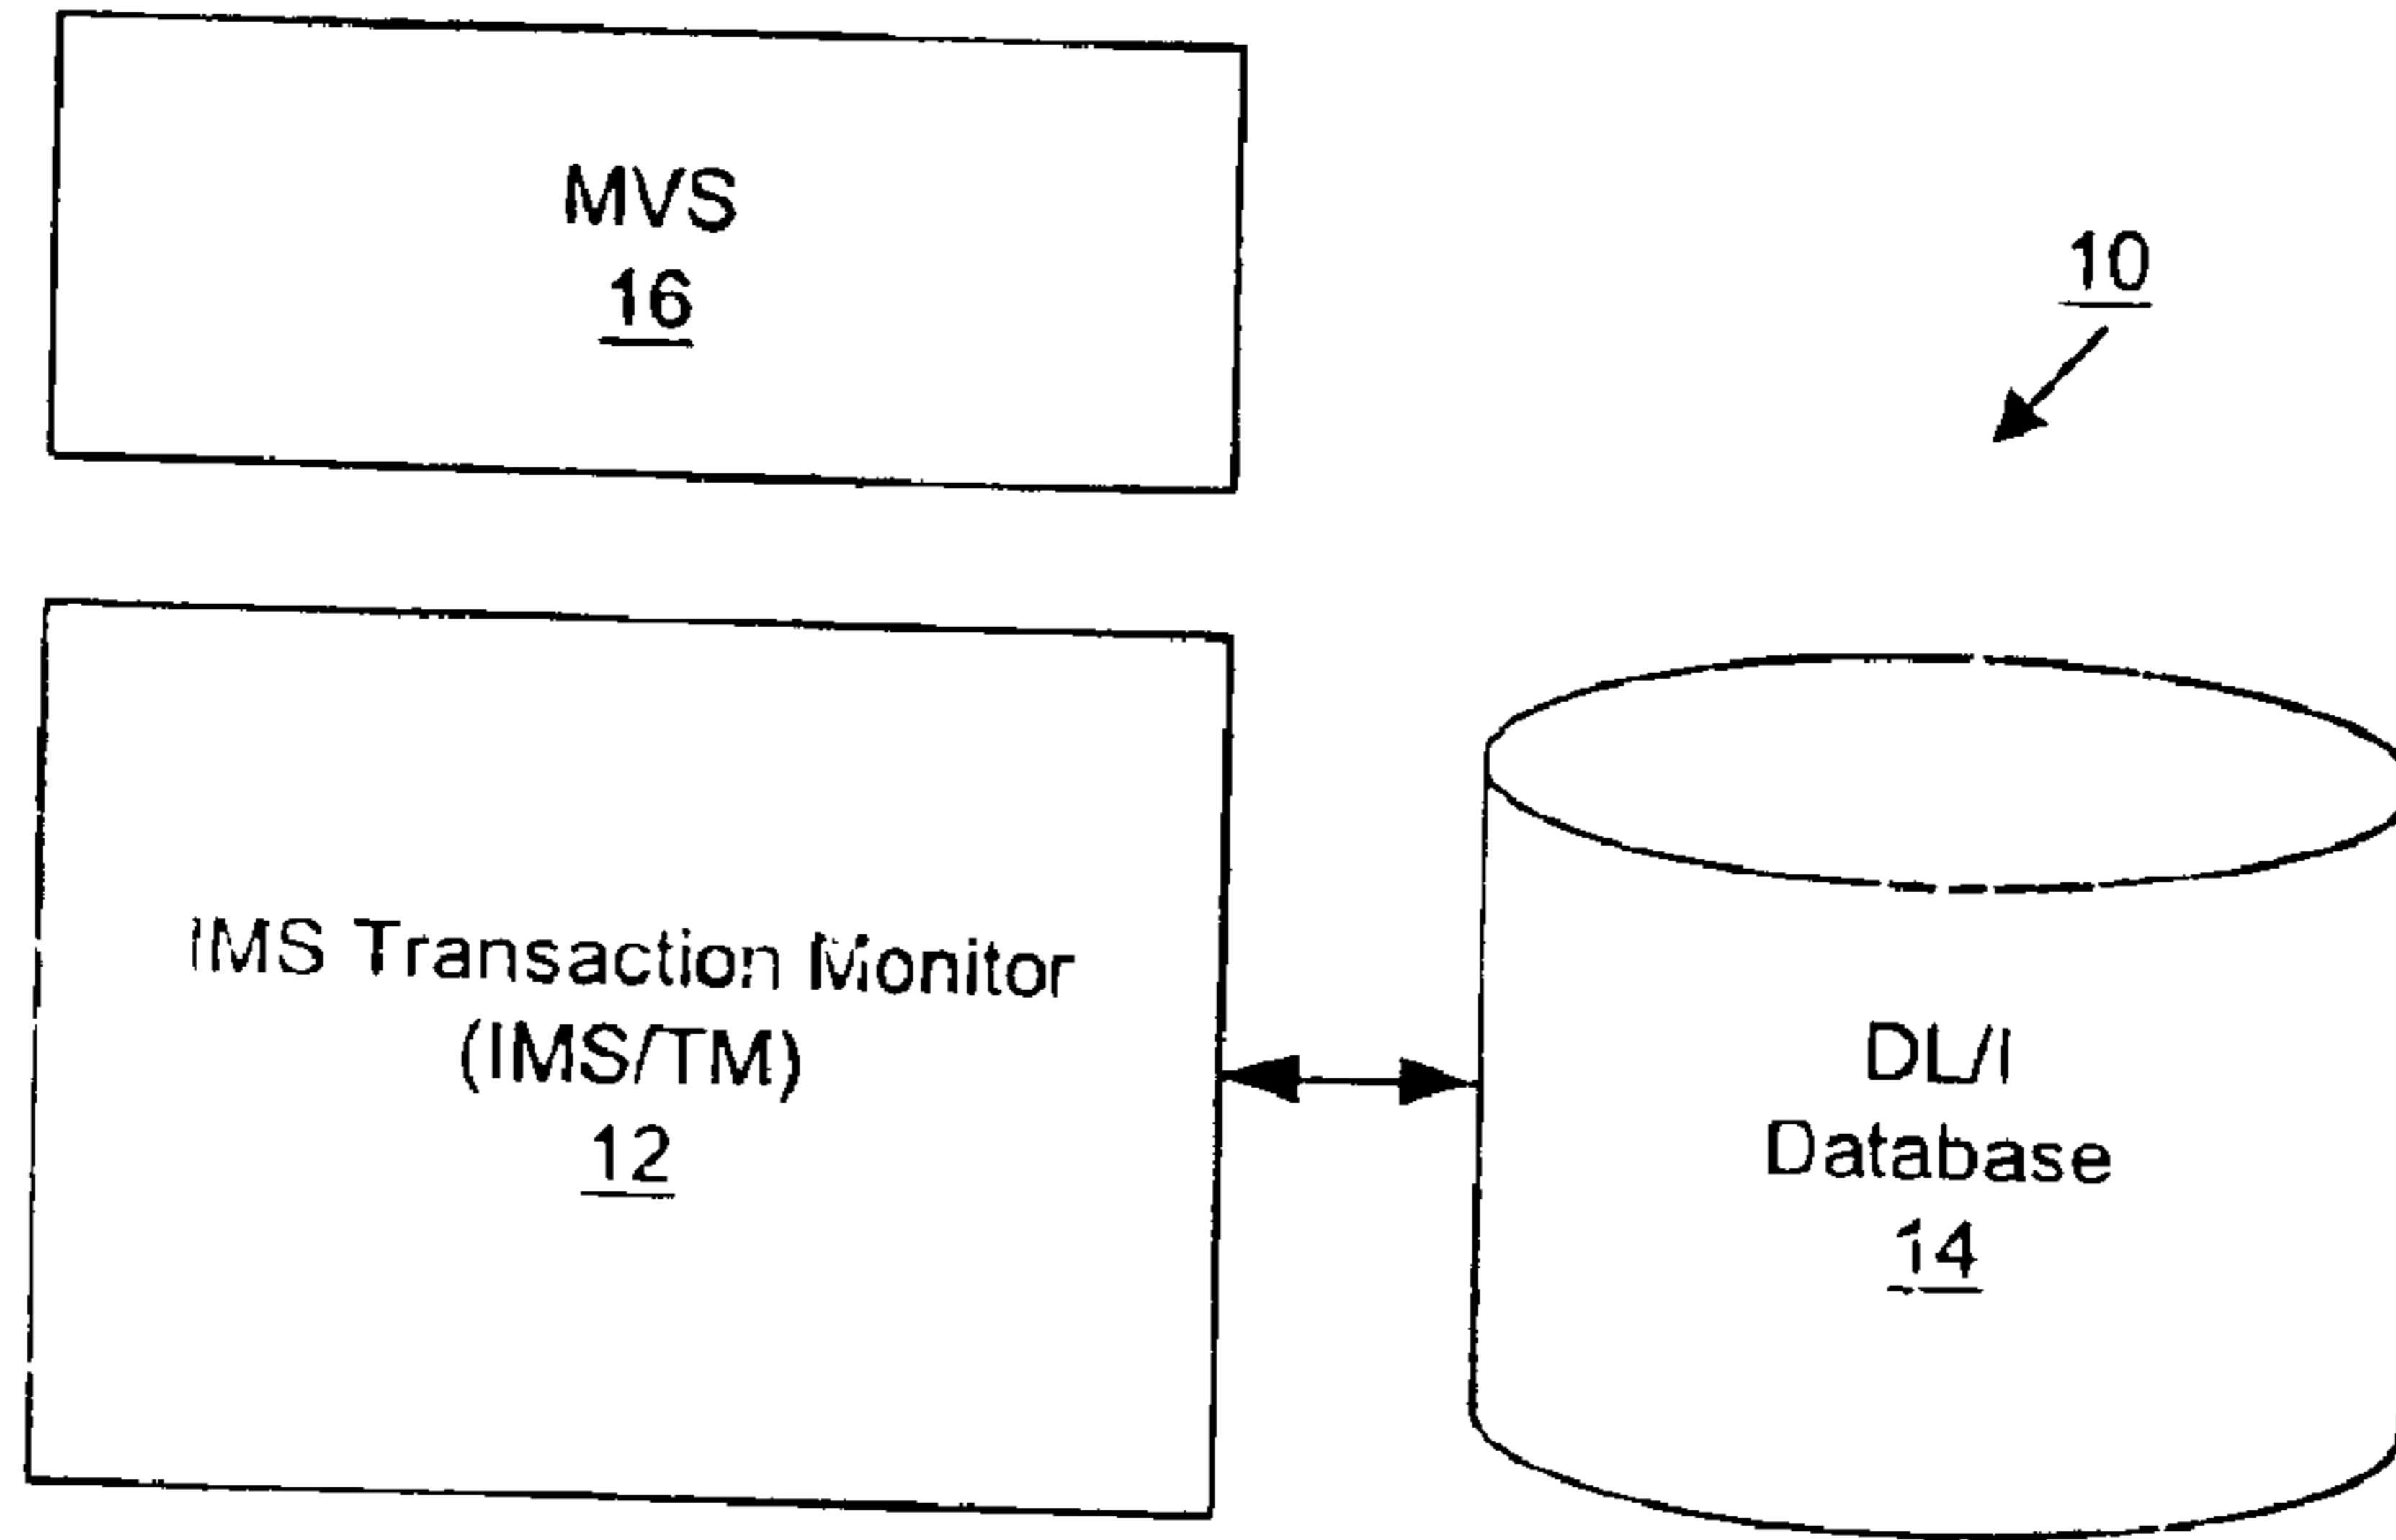 MVS
16
10
IMS Transaction Monitor
(IMS/TM)
12
DL/I
Database
14